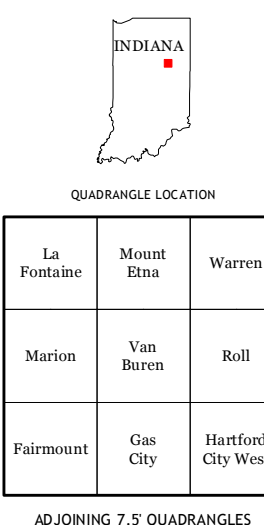 INDIANA
QUADRANGLE LOCATION
La Mount Warren
Fontaine Etna
Marion Van Roll
Buren
Fairmount Gas Hartford
City City West
ADJOINING 7.5' QUADRANGLES